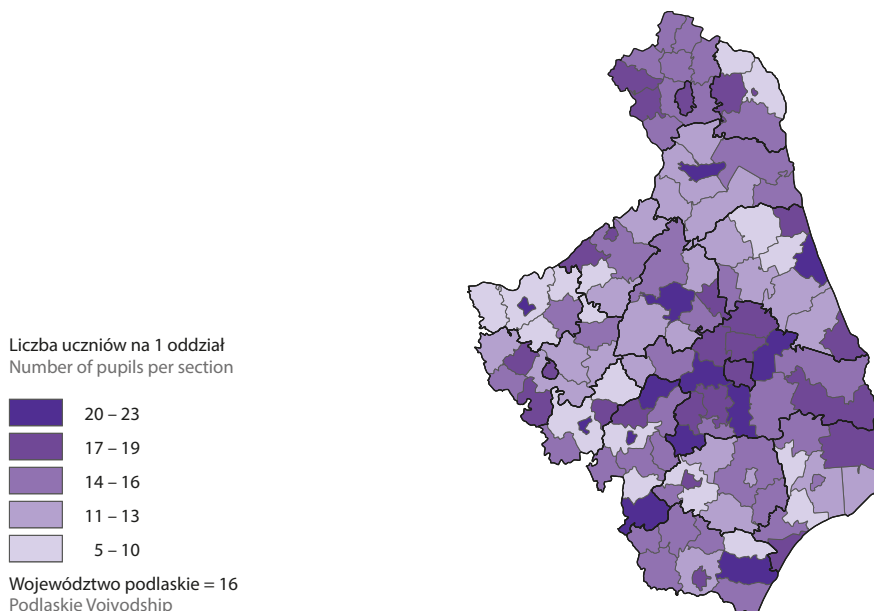 Liczba uczniów na 1 oddział
Number of pupils per section
20 – 23
17 – 19
14 – 16
11 – 13
5 – 10
Województwo podlaskie = 16
Podlaskie Voivodship